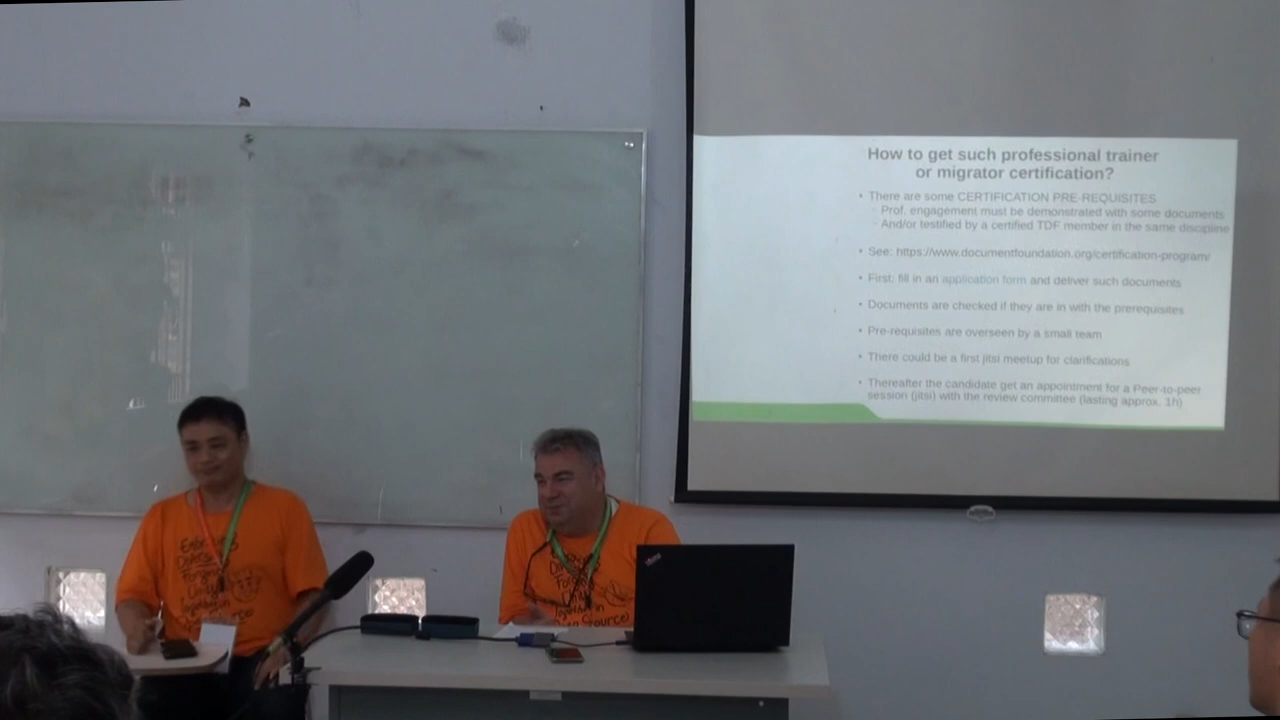 How to get such professional trainer
or migrator certification?
• There are some CERTIFICATION PRE-REQUISITES
- Prof. engagement must be demonstrated with some documents
- And/or testified by a certified TDF member in the same discipline
• See: https://www.documentfoundation.org/certification-program/
• First: fill in an application form and deliver such documents
• Documents are checked if they are in with the prerequisites
• Pre-requisites are overseen by a small team
• There could be a first jitsi meetup for clarifications
• Thereafter the candidate get an appointment for a Peer-to-peer
session (jitsi) with the review committee (lasting approx. 1h)